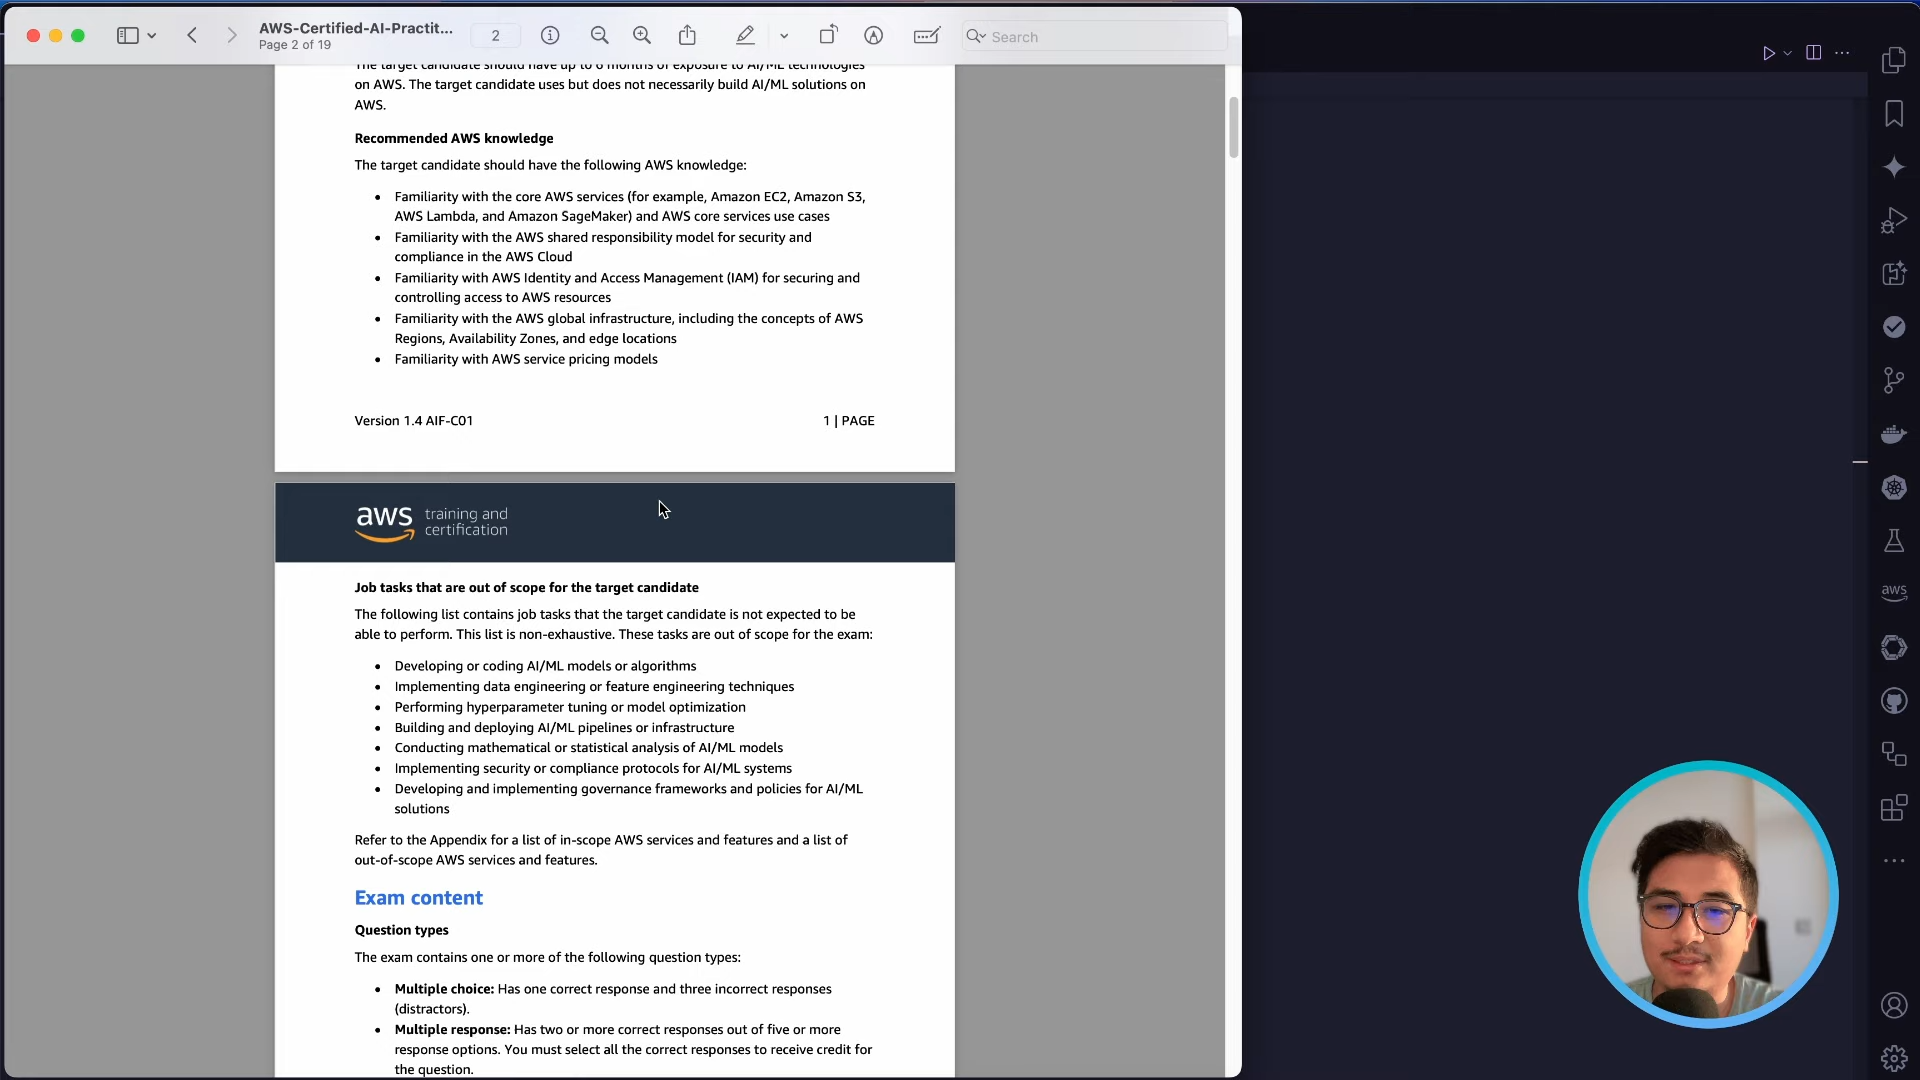 AWS-Certified-AI-Practit...
Page 2 of 19
2
Search
The target candidate should have up to 6 months of exposure to AI/ML technologies
on AWS. The target candidate uses but does not necessarily build AI/ML solutions on
AWS.
Recommended AWS knowledge
The target candidate should have the following AWS knowledge:
• Familiarity with the core AWS services (for example, Amazon EC2, Amazon S3,
AWS Lambda, and Amazon SageMaker) and AWS core services use cases
• Familiarity with the AWS shared responsibility model for security and
compliance in the AWS Cloud
• Familiarity with AWS Identity and Access Management (IAM) for securing and
controlling access to AWS resources
• Familiarity with the AWS global infrastructure, including the concepts of AWS
Regions, Availability Zones, and edge locations
• Familiarity with AWS service pricing models
Version 1.4 AIF-C01
1 | PAGE
aws training and
certification
Job tasks that are out of scope for the target candidate
The following list contains job tasks that the target candidate is not expected to be
able to perform. This list is non-exhaustive. These tasks are out of scope for the exam:
• Developing or coding AI/ML models or algorithms
• Implementing data engineering or feature engineering techniques
• Performing hyperparameter tuning or model optimization
• Building and deploying AI/ML pipelines or infrastructure
• Conducting mathematical or statistical analysis of AI/ML models
• Implementing security or compliance protocols for AI/ML systems
• Developing and implementing governance frameworks and policies for AI/ML
solutions
Refer to the Appendix for a list of in-scope AWS services and features and a list of
out-of-scope AWS services and features.
Exam content
Question types
The exam contains one or more of the following question types:
• Multiple choice: Has one correct response and three incorrect responses
(distractors).
• Multiple response: Has two or more correct responses out of five or more
response options. You must select all the correct responses to receive credit for
the question.
aws